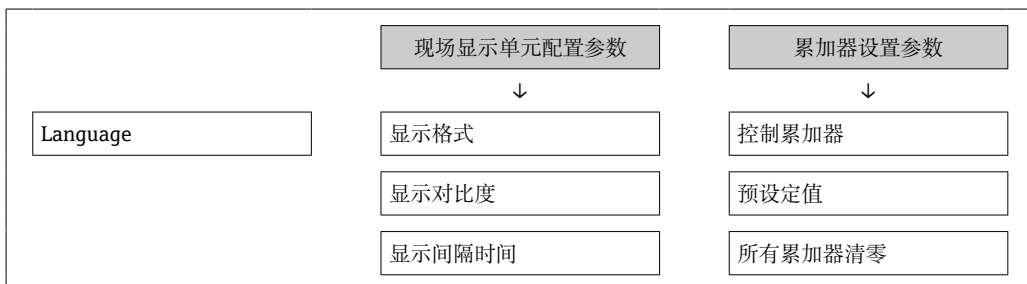 现场显示单元配置参数
累加器设置参数
↓
↓
Language
显示格式
控制累加器
显示对比度
预设定值
显示间隔时间
所有累加器清零